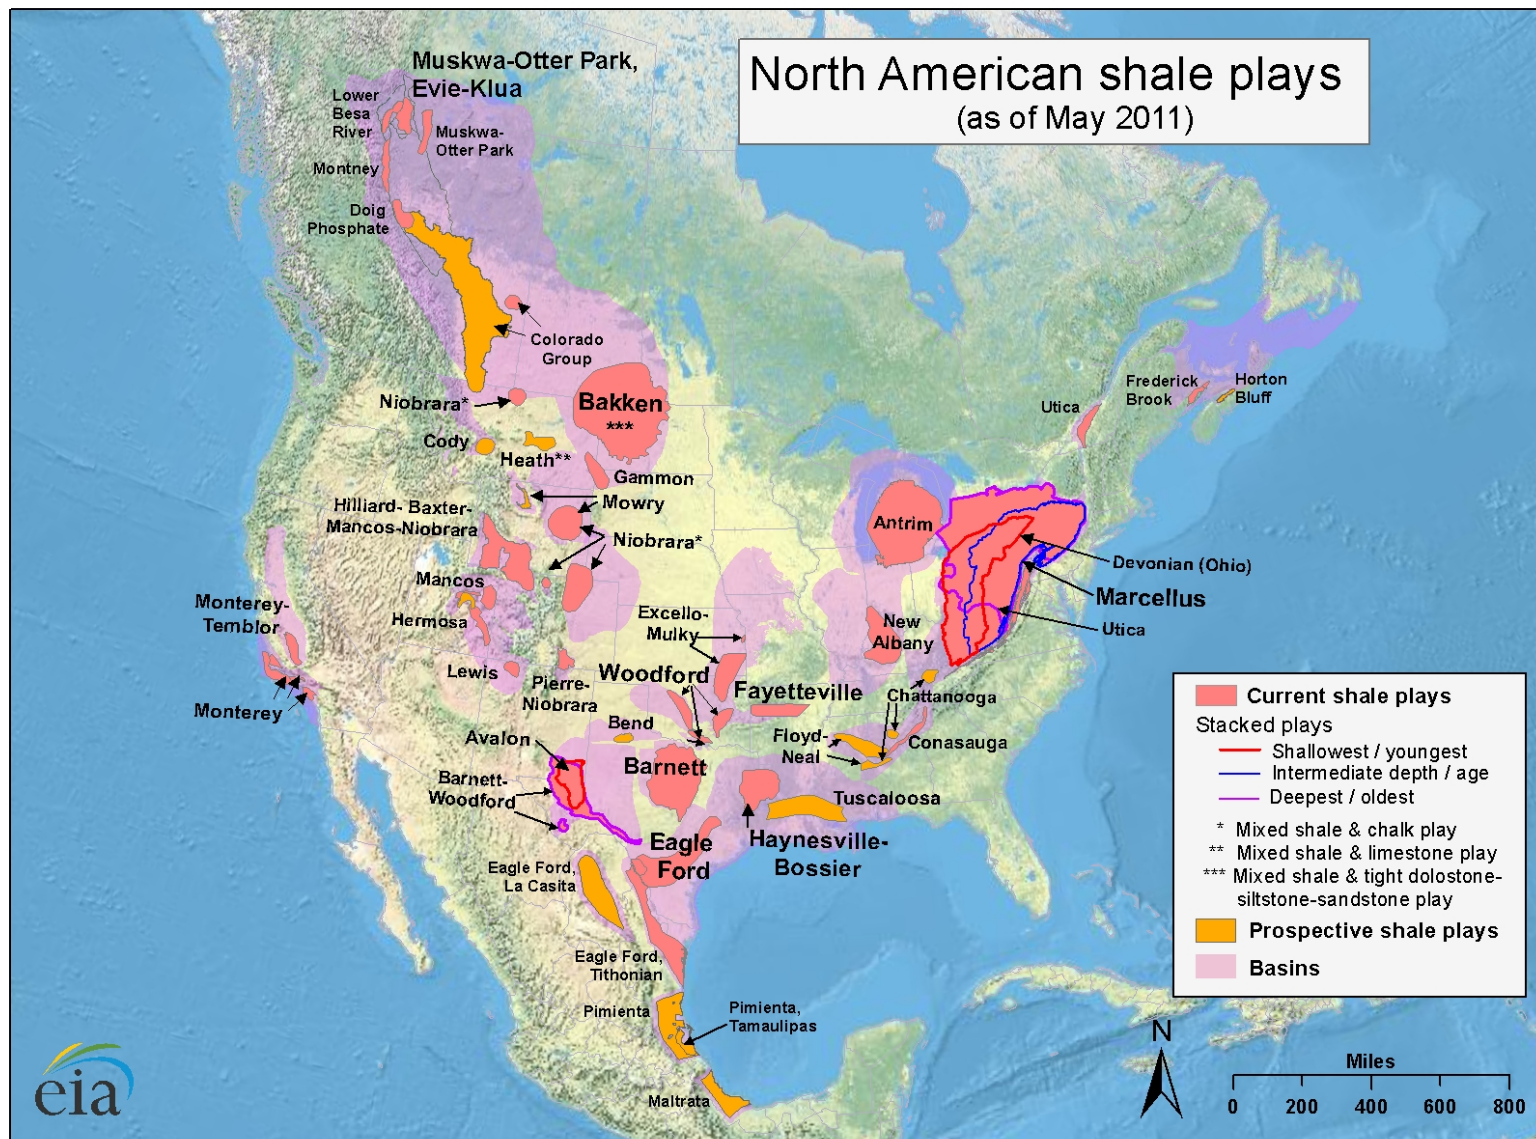 North American shale plays
(as of May 2011)
Muskwa-Otter Park,
Evie-Klua
Lower
Besa
River
Muskwa-
Otter Park
Montney
Doig
Phosphate
Colorado
Group
Niobrara*
Bakken
***
Cody
Heath**
Gammon
Mowry
Hilliard- Baxter-
Mancos-Niobrara
Niobrara*
Mancos
Hermosa
Monterey-
Temblor
Monterey
Lewis
Pierre-
Niobrara
Excello-
Mulky
Woodford
Fayetteville
Bend
Avalon
Barnett
Barnett-
Woodford
Eagle
Ford
Haynesville-
Bossier
Tuscaloosa
Floyd-
Neal
Conasauga
Chattanooga
New
Albany
Antrim
Devonian (Ohio)
Marcellus
Utica
Utica
Frederick
Brook
Horton
Bluff
Eagle Ford,
La Casita
Eagle Ford,
Tithonian
Pimienta
Pimienta,
Tamaulipas
Maltrata
Current shale plays
Stacked plays
Shallowest / youngest
Intermediate depth / age
Deepest / oldest
* Mixed shale & chalk play
** Mixed shale & limestone play
*** Mixed shale & tight dolostone-
siltstone-sandstone play
Prospective shale plays
Basins
N
Miles
0 200 400 600 800
eia